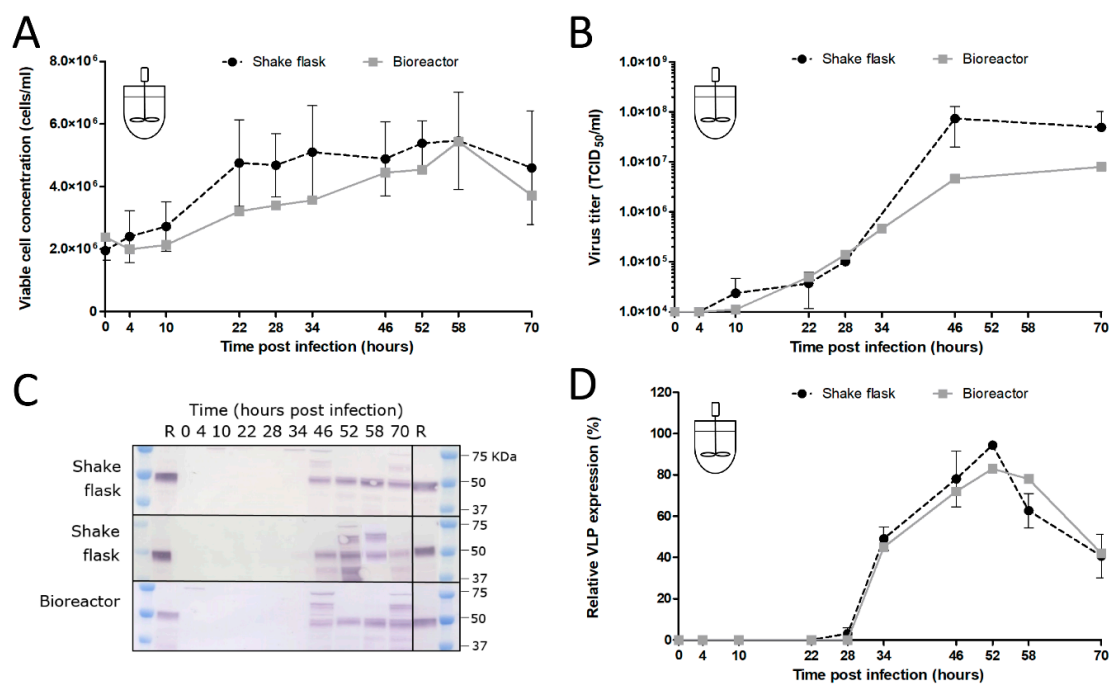 A
Shake flask
Bioreactor
Viable cell concentration (cells/ml)
8.0×10⁶
6.0×10⁶
4.0×10⁶
2.0×10⁶
0
0 4 10 22 28 34 46 52 58 70
Time post infection (hours)
B
Shake flask
Bioreactor
Virus titer (TCID₅₀/ml)
1.0×10⁹
1.0×10⁸
1.0×10⁷
1.0×10⁶
1.0×10⁵
1.0×10⁴
0 4 10 22 28 34 46 52 58 70
Time post infection (hours)
C
Time (hours post infection)
R 0 4 10 22 28 34 46 52 58 70 R
Shake
flask
75 KDa
50
37
Shake
flask
75
50
37
Bioreactor
75
50
37
D
Shake flask
Bioreactor
Relative VLP expression (%)
120
100
80
60
40
20
0
0 4 10 22 28 34 46 52 58 70
Time post infection (hours)